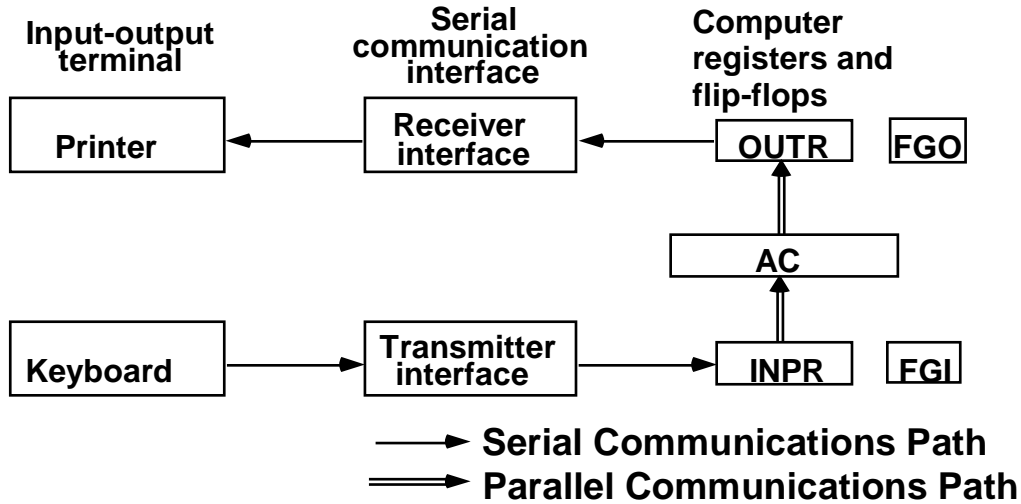 Input-output
terminal
Serial
communication
interface
Computer
registers and
flip-flops
Printer
Receiver
interface
OUTR
FGO
AC
Keyboard
Transmitter
interface
INPR
FGI
Serial Communications Path
Parallel Communications Path